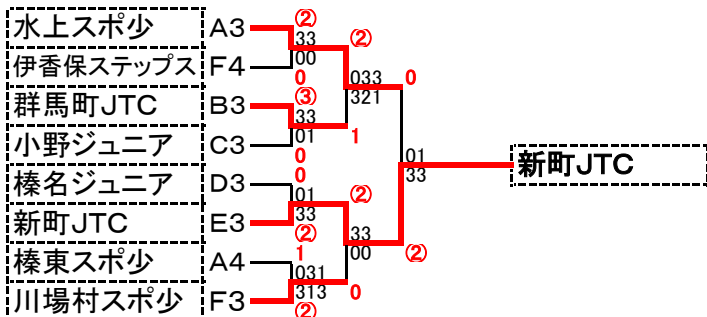 水上スポ少 A3 (2)
33 (2)
伊香保ステップス F4 00
0 033 0
群馬町JTC B3 (3) 321
33
小野ジュニア C3 01 1
0 01 新町JTC
榛名ジュニア D3 0 33
01 (2)
新町JTC E3 33
(2) 33
榛東スポ少 A4 1 00 (2)
031
川場村スポ少 F3 313 0
(2)